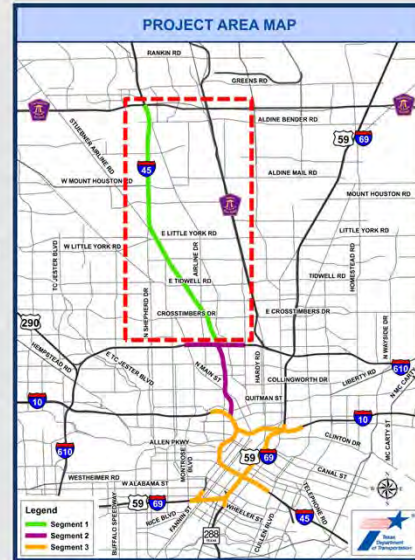 PROJECT AREA MAP
RANKIN RD
GREENS RD
ALDINE BENDER RD
STUEBNER AIRLINE RD
59
69
45
W MOUNT HOUSTON RD
ALDINE MAIL RD
MOUNT HOUSTON RD
E LITTLE YORK RD
LITTLE YORK RD
W LITTLE YORK RD
AIRLINE DR
TC JESTER BLVD
E TIDWELL RD
TIDWELL RD
HOMESTEAD RD
N SHEPHERD DR
CROSSTIMBERS DR
E CROSSTIMBERS DR
290
HEMPSTEAD RD
E TC JESTER BLVD
N MAIN ST
HARDY RD
COLLINGWORTH DR
N WAYSIDE DR
610
LIBERTY RD
N MC CARTY
QUITMAN ST
10
10
ALLEN PKWY
CLINTON DR
610
MONTROSE BLVD
59
69
MC CARTY ST
WESTHEIMER RD
W ALABAMA ST
CANAL ST
59
69
RICE BLVD
FANNIN ST
WHEELER ST
TELEPHONE RD
45
BUFFALO SPEEDWAY
288
CULLEN BLVD
Legend
Segment 1
Segment 2
Segment 3
Texas
Department
of Transportation